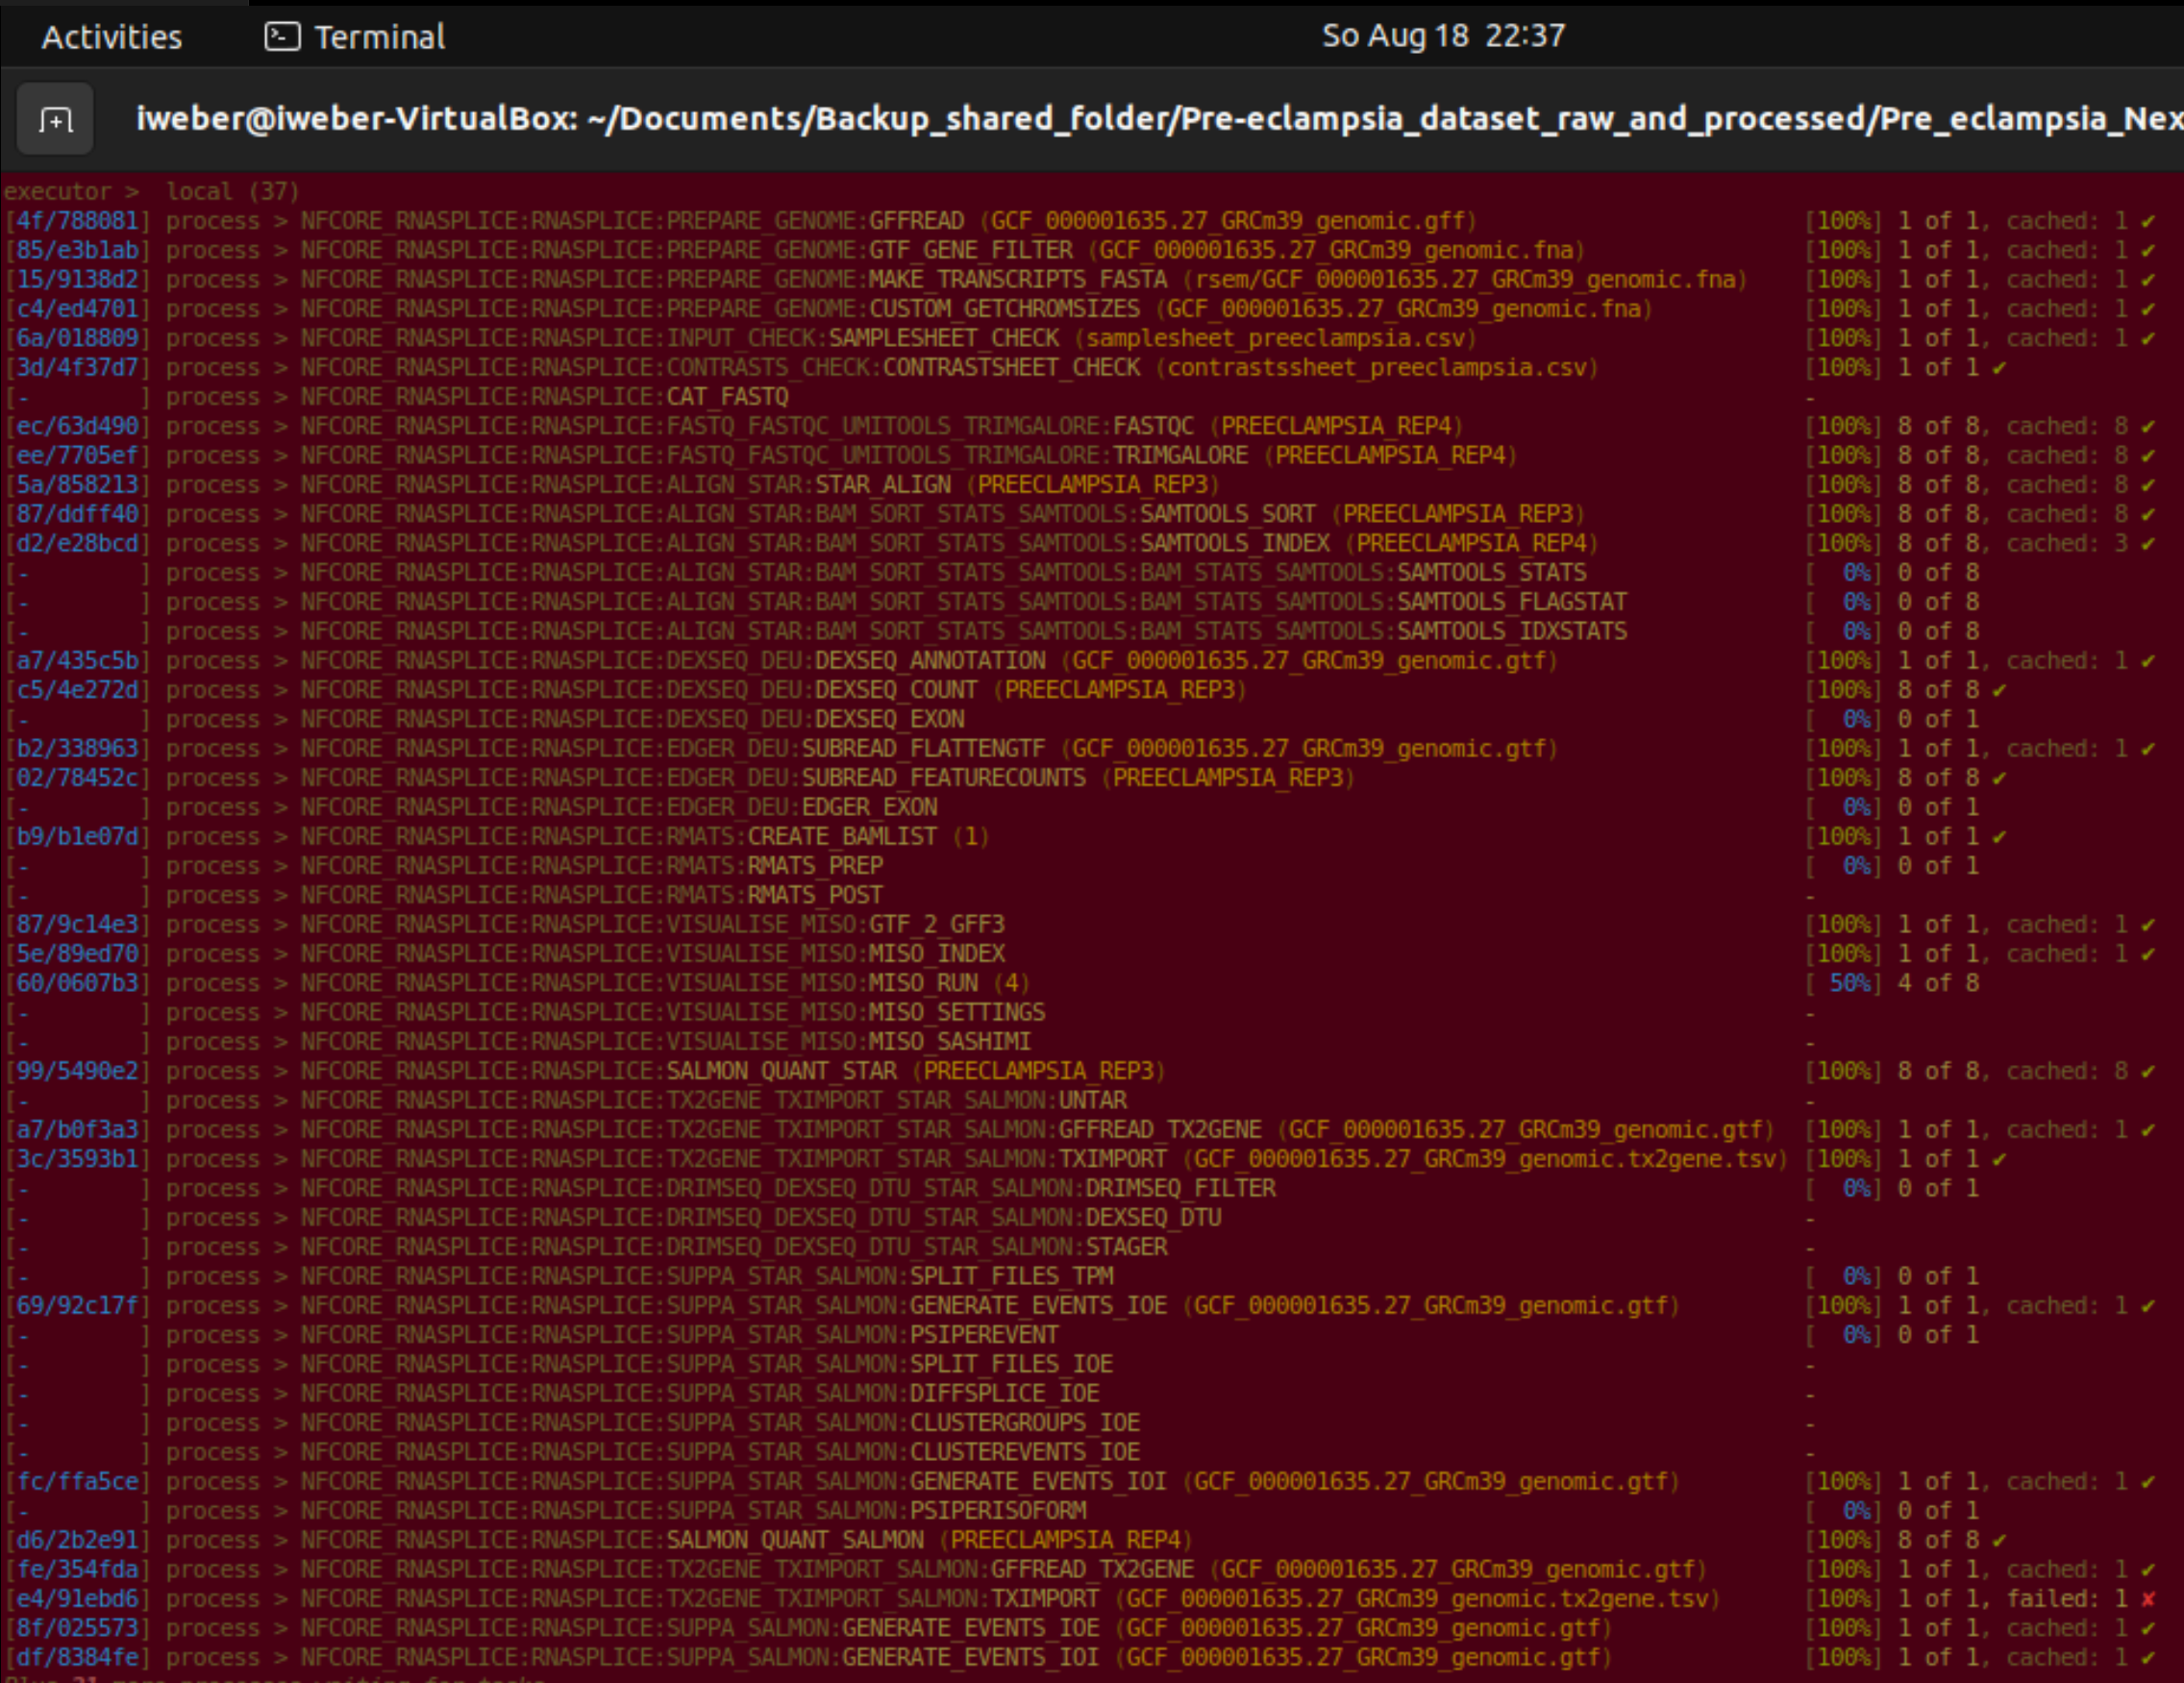 Activities Terminal So Aug 18 22:37
iweber@iweber-VirtualBox: ~/Documents/Backup_shared_folder/Pre-eclampsia_dataset_raw_and_processed/Pre_eclampsia_Nex
executor > local (37)
[4f/788081] process > NFCORE_RNASPLICE:RNASPLICE:PREPARE_GENOME:GFFREAD (GCF_000001635.27_GRCm39_genomic.gff) [100%] 1 of 1, cached: 1 ✔
[85/e3b1ab] process > NFCORE_RNASPLICE:RNASPLICE:PREPARE_GENOME:GTF_GENE_FILTER (GCF_000001635.27_GRCm39_genomic.fna) [100%] 1 of 1, cached: 1 ✔
[15/9138d2] process > NFCORE_RNASPLICE:RNASPLICE:PREPARE_GENOME:MAKE_TRANSCRIPTS_FASTA (rsem/GCF_000001635.27_GRCm39_genomic.fna) [100%] 1 of 1, cached: 1 ✔
[c4/ed4701] process > NFCORE_RNASPLICE:RNASPLICE:PREPARE_GENOME:CUSTOM_GETCHROMSIZES (GCF_000001635.27_GRCm39_genomic.fna) [100%] 1 of 1, cached: 1 ✔
[6a/018809] process > NFCORE_RNASPLICE:RNASPLICE:INPUT_CHECK:SAMPLESHEET_CHECK (samplesheet_preeclampsia.csv) [100%] 1 of 1, cached: 1 ✔
[3d/4f37d7] process > NFCORE_RNASPLICE:RNASPLICE:CONTRASTS_CHECK:CONTRASTSHEET_CHECK (contrastssheet_preeclampsia.csv) [100%] 1 of 1 ✔
[- ] process > NFCORE_RNASPLICE:RNASPLICE:CAT_FASTQ -
[ec/63d490] process > NFCORE_RNASPLICE:RNASPLICE:FASTQ_FASTQC_UMITOOLS_TRIMGALORE:FASTQC (PREECLAMPSIA_REP4) [100%] 8 of 8, cached: 8 ✔
[ee/7705ef] process > NFCORE_RNASPLICE:RNASPLICE:FASTQ_FASTQC_UMITOOLS_TRIMGALORE:TRIMGALORE (PREECLAMPSIA_REP4) [100%] 8 of 8, cached: 8 ✔
[5a/858213] process > NFCORE_RNASPLICE:RNASPLICE:ALIGN_STAR:STAR_ALIGN (PREECLAMPSIA_REP3) [100%] 8 of 8, cached: 8 ✔
[87/ddff40] process > NFCORE_RNASPLICE:RNASPLICE:ALIGN_STAR:BAM_SORT_STATS_SAMTOOLS:SAMTOOLS_SORT (PREECLAMPSIA_REP3) [100%] 8 of 8, cached: 8 ✔
[d2/e28bcd] process > NFCORE_RNASPLICE:RNASPLICE:ALIGN_STAR:BAM_SORT_STATS_SAMTOOLS:SAMTOOLS_INDEX (PREECLAMPSIA_REP4) [100%] 8 of 8, cached: 3 ✔
[- ] process > NFCORE_RNASPLICE:RNASPLICE:ALIGN_STAR:BAM_SORT_STATS_SAMTOOLS:BAM_STATS_SAMTOOLS:SAMTOOLS_STATS [ 0%] 0 of 8
[- ] process > NFCORE_RNASPLICE:RNASPLICE:ALIGN_STAR:BAM_SORT_STATS_SAMTOOLS:BAM_STATS_SAMTOOLS:SAMTOOLS_FLAGSTAT [ 0%] 0 of 8
[- ] process > NFCORE_RNASPLICE:RNASPLICE:ALIGN_STAR:BAM_SORT_STATS_SAMTOOLS:BAM_STATS_SAMTOOLS:SAMTOOLS_IDXSTATS [ 0%] 0 of 8
[a7/435c5b] process > NFCORE_RNASPLICE:RNASPLICE:DEXSEQ_DEU:DEXSEQ_ANNOTATION (GCF_000001635.27_GRCm39_genomic.gtf) [100%] 1 of 1, cached: 1 ✔
[c5/4e272d] process > NFCORE_RNASPLICE:RNASPLICE:DEXSEQ_DEU:DEXSEQ_COUNT (PREECLAMPSIA_REP3) [100%] 8 of 8 ✔
[- ] process > NFCORE_RNASPLICE:RNASPLICE:DEXSEQ_DEU:DEXSEQ_EXON [ 0%] 0 of 1
[b2/338963] process > NFCORE_RNASPLICE:RNASPLICE:EDGER_DEU:SUBREAD_FLATTENGTF (GCF_000001635.27_GRCm39_genomic.gtf) [100%] 1 of 1, cached: 1 ✔
[02/78452c] process > NFCORE_RNASPLICE:RNASPLICE:EDGER_DEU:SUBREAD_FEATURECOUNTS (PREECLAMPSIA_REP3) [100%] 8 of 8 ✔
[- ] process > NFCORE_RNASPLICE:RNASPLICE:EDGER_DEU:EDGER_EXON [ 0%] 0 of 1
[b9/b1e07d] process > NFCORE_RNASPLICE:RNASPLICE:RMATS:CREATE_BAMLIST (1) [100%] 1 of 1 ✔
[- ] process > NFCORE_RNASPLICE:RNASPLICE:RMATS:RMATS_PREP [ 0%] 0 of 1
[- ] process > NFCORE_RNASPLICE:RNASPLICE:RMATS:RMATS_POST -
[87/9c14e3] process > NFCORE_RNASPLICE:RNASPLICE:VISUALISE_MISO:GTF_2_GFF3 [100%] 1 of 1, cached: 1 ✔
[5e/89ed70] process > NFCORE_RNASPLICE:RNASPLICE:VISUALISE_MISO:MISO_INDEX [100%] 1 of 1, cached: 1 ✔
[60/0607b3] process > NFCORE_RNASPLICE:RNASPLICE:VISUALISE_MISO:MISO_RUN (4) [ 50%] 4 of 8
[- ] process > NFCORE_RNASPLICE:RNASPLICE:VISUALISE_MISO:MISO_SETTINGS -
[- ] process > NFCORE_RNASPLICE:RNASPLICE:VISUALISE_MISO:MISO_SASHIMI -
[99/5490e2] process > NFCORE_RNASPLICE:RNASPLICE:SALMON_QUANT_STAR (PREECLAMPSIA_REP3) [100%] 8 of 8, cached: 8 ✔
[- ] process > NFCORE_RNASPLICE:RNASPLICE:TX2GENE_TXIMPORT_STAR_SALMON:UNTAR -
[a7/b0f3a3] process > NFCORE_RNASPLICE:RNASPLICE:TX2GENE_TXIMPORT_STAR_SALMON:GFFREAD_TX2GENE (GCF_000001635.27_GRCm39_genomic.gtf) [100%] 1 of 1, cached: 1 ✔
[3c/3593b1] process > NFCORE_RNASPLICE:RNASPLICE:TX2GENE_TXIMPORT_STAR_SALMON:TXIMPORT (GCF_000001635.27_GRCm39_genomic.tx2gene.tsv) [100%] 1 of 1 ✔
[- ] process > NFCORE_RNASPLICE:RNASPLICE:DRIMSEQ_DEXSEQ_DTU_STAR_SALMON:DRIMSEQ_FILTER [ 0%] 0 of 1
[- ] process > NFCORE_RNASPLICE:RNASPLICE:DRIMSEQ_DEXSEQ_DTU_STAR_SALMON:DEXSEQ_DTU -
[- ] process > NFCORE_RNASPLICE:RNASPLICE:DRIMSEQ_DEXSEQ_DTU_STAR_SALMON:STAGER -
[- ] process > NFCORE_RNASPLICE:RNASPLICE:SUPPA_STAR_SALMON:SPLIT_FILES_TPM [ 0%] 0 of 1
[69/92c17f] process > NFCORE_RNASPLICE:RNASPLICE:SUPPA_STAR_SALMON:GENERATE_EVENTS_IOE (GCF_000001635.27_GRCm39_genomic.gtf) [100%] 1 of 1, cached: 1 ✔
[- ] process > NFCORE_RNASPLICE:RNASPLICE:SUPPA_STAR_SALMON:PSIPEREVENT [ 0%] 0 of 1
[- ] process > NFCORE_RNASPLICE:RNASPLICE:SUPPA_STAR_SALMON:SPLIT_FILES_IOE -
[- ] process > NFCORE_RNASPLICE:RNASPLICE:SUPPA_STAR_SALMON:DIFFSPLICE_IOE -
[- ] process > NFCORE_RNASPLICE:RNASPLICE:SUPPA_STAR_SALMON:CLUSTERGROUPS_IOE -
[- ] process > NFCORE_RNASPLICE:RNASPLICE:SUPPA_STAR_SALMON:CLUSTEREVENTS_IOE -
[fc/ffa5ce] process > NFCORE_RNASPLICE:RNASPLICE:SUPPA_STAR_SALMON:GENERATE_EVENTS_IOI (GCF_000001635.27_GRCm39_genomic.gtf) [100%] 1 of 1, cached: 1 ✔
[- ] process > NFCORE_RNASPLICE:RNASPLICE:SUPPA_STAR_SALMON:PSIPERISOFORM [ 0%] 0 of 1
[d6/2b2e91] process > NFCORE_RNASPLICE:RNASPLICE:SALMON_QUANT_SALMON (PREECLAMPSIA_REP4) [100%] 8 of 8 ✔
[fe/354fda] process > NFCORE_RNASPLICE:RNASPLICE:TX2GENE_TXIMPORT_SALMON:GFFREAD_TX2GENE (GCF_000001635.27_GRCm39_genomic.gtf) [100%] 1 of 1, cached: 1 ✔
[e4/91ebd6] process > NFCORE_RNASPLICE:RNASPLICE:TX2GENE_TXIMPORT_SALMON:TXIMPORT (GCF_000001635.27_GRCm39_genomic.tx2gene.tsv) [100%] 1 of 1, failed: 1 ✘
[8f/025573] process > NFCORE_RNASPLICE:RNASPLICE:SUPPA_SALMON:GENERATE_EVENTS_IOE (GCF_000001635.27_GRCm39_genomic.gtf) [100%] 1 of 1, cached: 1 ✔
[df/8384fe] process > NFCORE_RNASPLICE:RNASPLICE:SUPPA_SALMON:GENERATE_EVENTS_IOI (GCF_000001635.27_GRCm39_genomic.gtf) [100%] 1 of 1, cached: 1 ✔